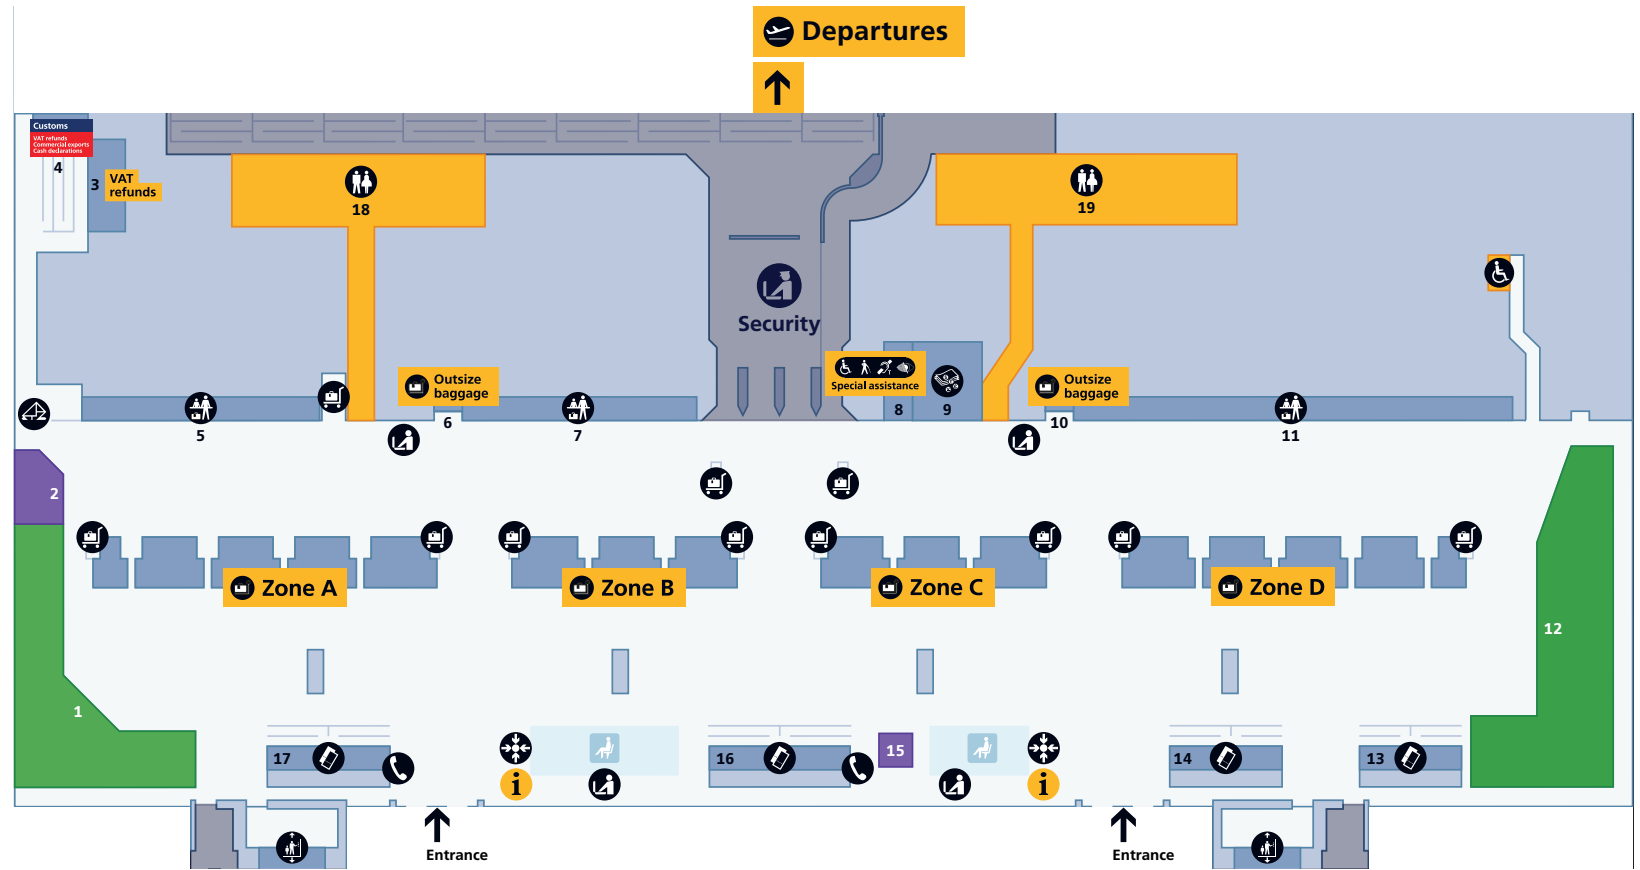 Departures
Customs
VAT refunds
Commercial exports
Cash declarations
4
3
VAT
refunds
18
19
Security
Outsize
baggage
Special assistance
Outsize
baggage
5
6
7
8
9
10
11
2
Zone A
Zone B
Zone C
Zone D
12
1
17
16
15
14
13
i
i
Entrance
Entrance